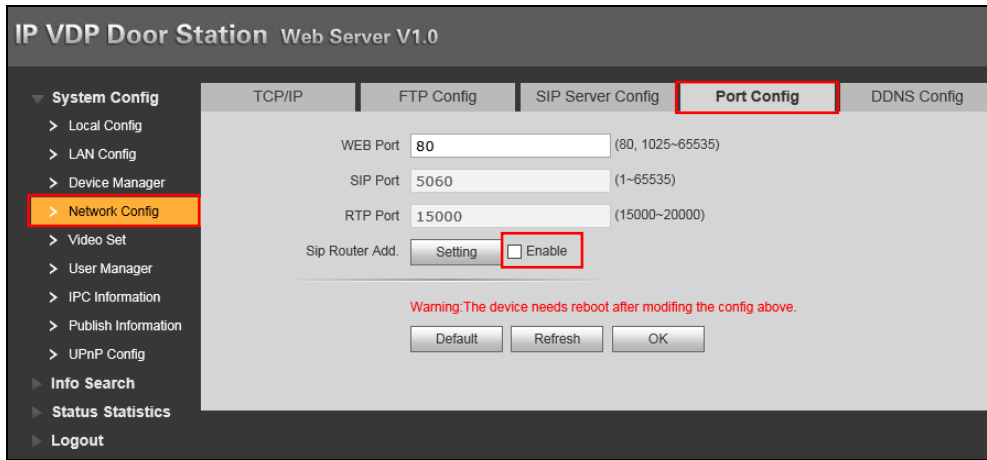 IP VDP Door Station Web Server V1.0
System Config
Local Config
LAN Config
Device Manager
Network Config
Video Set
User Manager
IPC Information
Publish Information
UPnP Config
Info Search
Status Statistics
Logout
TCP/IP FTP Config SIP Server Config Port Config DDNS Config
WEB Port 80 (80, 1025~65535)
SIP Port 5060 (1~65535)
RTP Port 15000 (15000~20000)
Sip Router Add. Setting Enable
Warning:The device needs reboot after modifing the config above.
Default Refresh OK